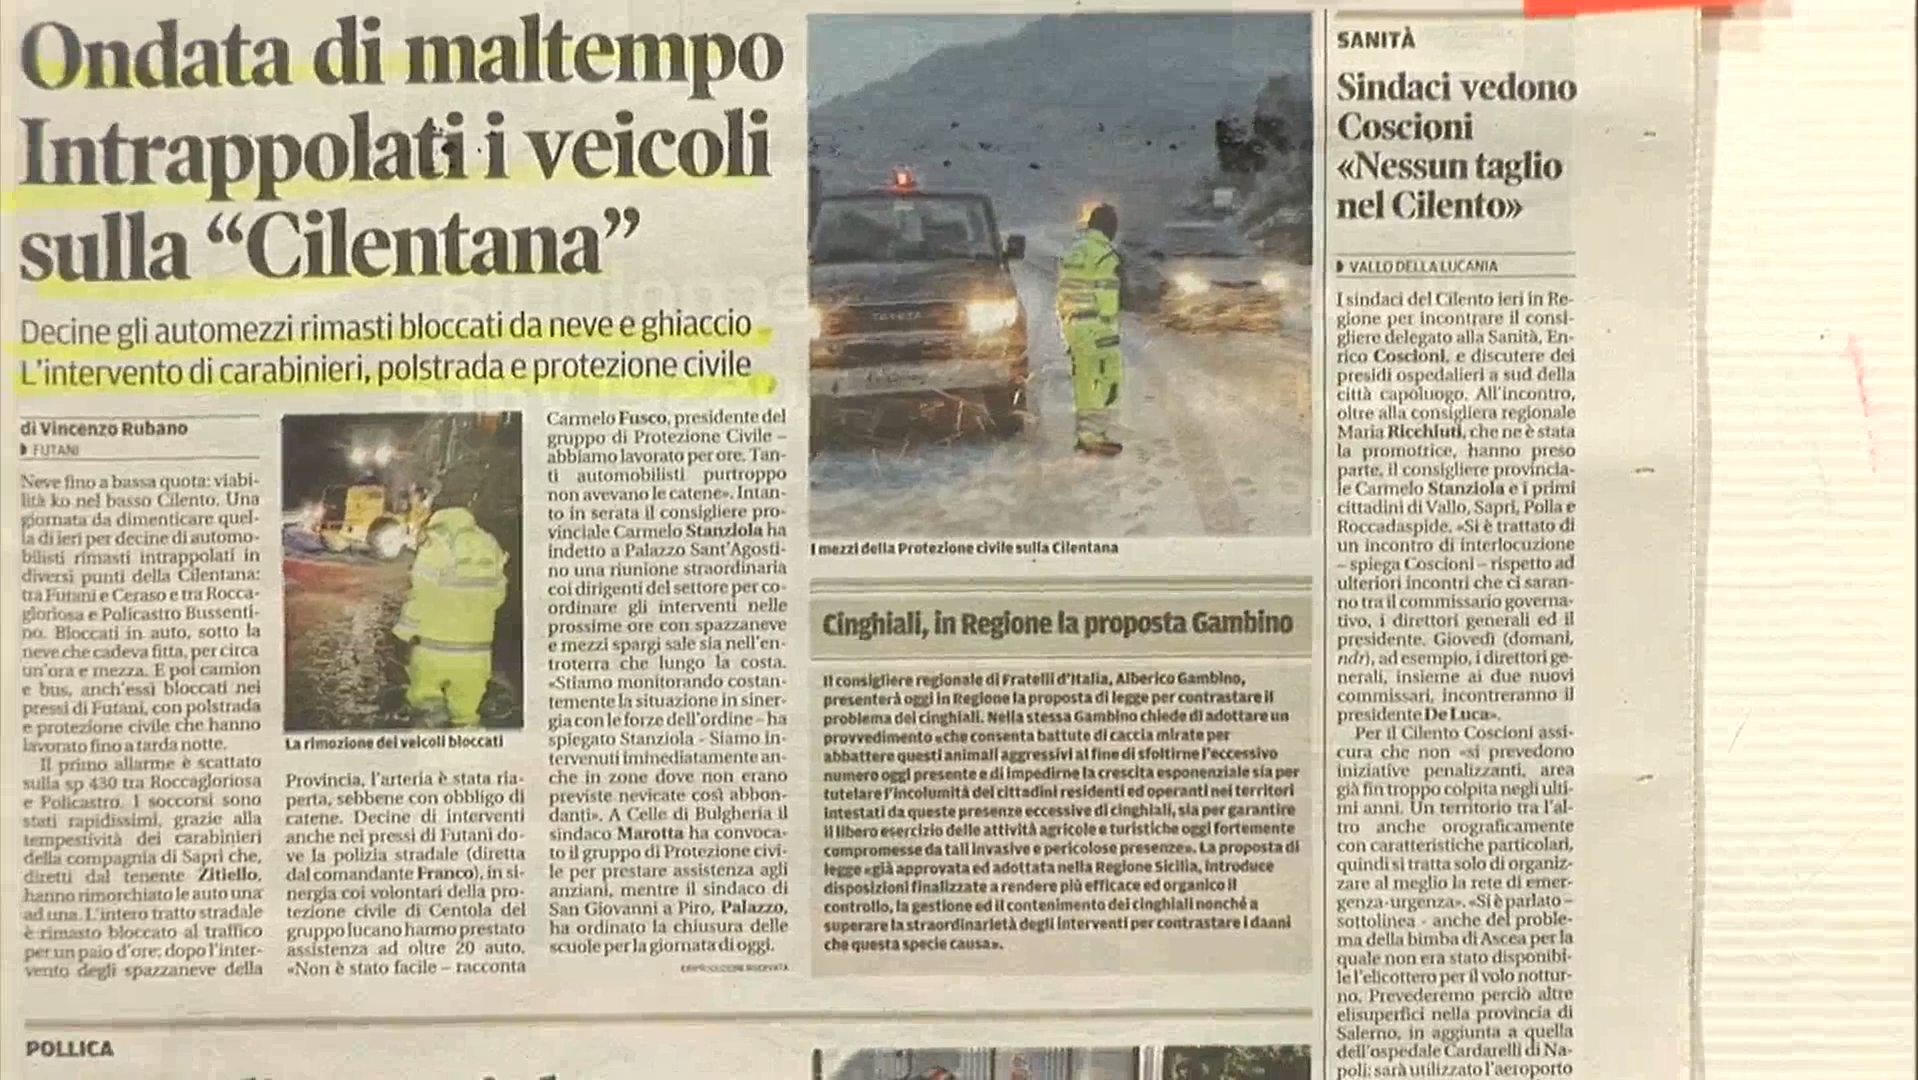 Ondata di maltempo
Intrappolati i veicoli
sulla “Cilentana”
Decine gli automezzi rimasti bloccati da neve e ghiaccio
L'intervento di carabinieri, polstrada e protezione civile
di Vincenzo Rubano
FUTANI
Neve fino a bassa quota: viabi-
lità ko nel basso Cilento. Una
giornata da dimenticare quel-
la di ieri per decine di automo-
bilisti rimasti intrappolati in
diversi punti della Cilentana:
tra Futani e Ceraso e tra Rocca-
gloriosa e Policastro Bussenti-
no. Bloccati in auto, sotto la
neve che cadeva fitta, per circa
un'ora e mezza. E poi camion
e bus, anch'essi bloccati nei
pressi di Futani, con polstrada
e protezione civile che hanno
lavorato fino a tarda notte.
Il primo allarme è scattato
sulla sp 430 tra Roccagloriosa
e Policastro. I soccorsi sono
stati rapidissimi, grazie alla
tempestività dei carabinieri
della compagnia di Sapri che,
diretti dal tenente Zitiello,
hanno rimorchiato le auto una
ad una. L'intero tratto stradale
è rimasto bloccato al traffico
per un paio d'ore; dopo l'inter-
vento degli spazzaneve della
La rimozione dei veicoli bloccati
Provincia, l'arteria è stata ria-
perta, sebbene con obbligo di
catene. Decine di interventi
anche nei pressi di Futani do-
ve la polizia stradale (diretta
dal comandante Franco), in si-
nergia coi volontari della pro-
tezione civile di Centola del
gruppo lucano hanno prestato
assistenza ad oltre 20 auto.
«Non è stato facile – racconta
Carmelo Fusco, presidente del
gruppo di Protezione Civile –
abbiamo lavorato per ore. Tan-
ti automobilisti purtroppo
non avevano le catene». Intan-
to in serata il consigliere pro-
vinciale Carmelo Stanziola ha
indetto a Palazzo Sant'Agosti-
no una riunione straordinaria
coi dirigenti del settore per co-
ordinare gli interventi nelle
prossime ore con spazzaneve
e mezzi spargi sale sia nell'en-
troterra che lungo la costa.
«Stiamo monitorando costan-
temente la situazione in siner-
gia con le forze dell'ordine – ha
spiegato Stanziola - Siamo in-
tervenuti immediatamente an-
che in zone dove non erano
previste nevicate così abbon-
danti». A Celle di Bulgheria il
sindaco Marotta ha convoca-
to il gruppo di Protezione civi-
le per prestare assistenza agli
anziani, mentre il sindaco di
San Giovanni a Piro, Palazzo,
ha ordinato la chiusura delle
scuole per la giornata di oggi.
©RIPRODUZIONE RISERVATA
TOYOTA
I mezzi della Protezione civile sulla Cilentana
Cinghiali, in Regione la proposta Gambino
Il consigliere regionale di Fratelli d'Italia, Alberico Gambino,
presenterà oggi in Regione la proposta di legge per contrastare il
problema dei cinghiali. Nella stessa Gambino chiede di adottare un
provvedimento «che consenta battute di caccia mirate per
abbattere questi animali aggressivi al fine di sfoltirne l'eccessivo
numero oggi presente e di impedirne la crescita esponenziale sia per
tutelare l'incolumità dei cittadini residenti ed operanti nei territori
intestati da queste presenze eccessive di cinghiali, sia per garantire
il libero esercizio delle attività agricole e turistiche oggi fortemente
compromesse da tali invasive e pericolose presenze». La proposta di
legge «già approvata ed adottata nella Regione Sicilia, introduce
disposizioni finalizzate a rendere più efficace ed organico il
controllo, la gestione ed il contenimento dei cinghiali nonché a
superare la straordinarietà degli interventi per contrastare i danni
che questa specie causa».
SANITÀ
Sindaci vedono
Coscioni
«Nessun taglio
nel Cilento»
VALLO DELLA LUCANIA
I sindaci del Cilento ieri in Re-
gione per incontrare il consi-
gliere delegato alla Sanità, En-
rico Coscioni, e discutere dei
presidi ospedalieri a sud della
città capoluogo. All'incontro,
oltre alla consigliera regionale
Maria Ricchiuti, che ne è stata
la promotrice, hanno preso
parte, il consigliere provincia-
le Carmelo Stanziola e i primi
cittadini di Vallo, Sapri, Polla e
Roccadaspide. «Si è trattato di
un incontro di interlocuzione
– spiega Coscioni – rispetto ad
ulteriori incontri che ci saran-
no tra il commissario governa-
tivo, i direttori generali ed il
presidente. Giovedì (domani,
ndr), ad esempio, i direttori ge-
nerali, insieme ai due nuovi
commissari, incontreranno il
presidente De Luca».
Per il Cilento Coscioni assi-
cura che non «si prevedono
iniziative penalizzanti, area
già fin troppo colpita negli ulti-
mi anni. Un territorio tra l'al-
tro anche orograficamente
con caratteristiche particolari,
quindi si tratta solo di organiz-
zare al meglio la rete di emer-
genza-urgenza». «Si è parlato –
sottolinea - anche del proble-
ma della bimba di Ascea per la
quale non era stato disponibi-
le l'elicottero per il volo nottur-
no. Prevederemo perciò altre
elisuperfici nella provincia di
Salerno, in aggiunta a quella
dell'ospedale Cardarelli di Na-
poli: sarà utilizzato l'aeroporto
POLLICA